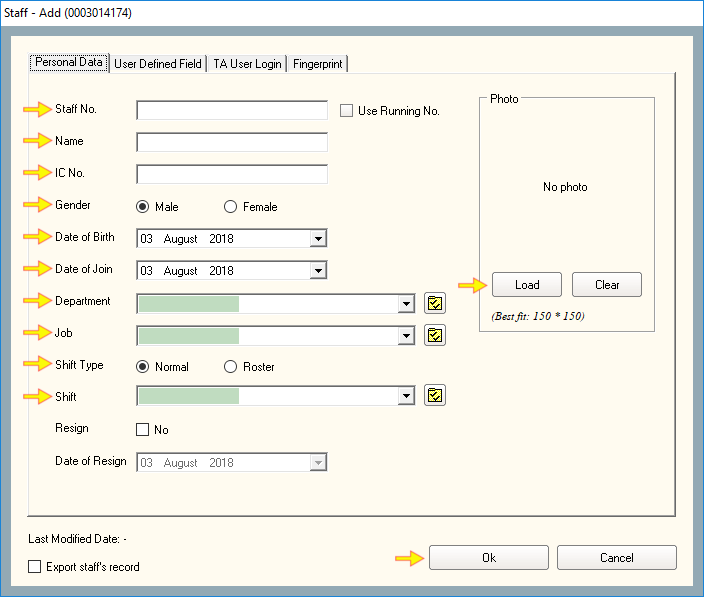 Staff - Add (0003014174)
Personal Data User Defined Field TA User Login Fingerprint
Staff No. Use Running No.
Photo
Name
IC No.
No photo
Gender Male Female
Date of Birth 03 August 2018
Date of Join 03 August 2018
Load Clear
Department
(Best fit: 150 * 150)
Job
Shift Type Normal Roster
Shift
Resign No
Date of Resign 03 August 2018
Last Modified Date: -
Ok Cancel
Export staff's record